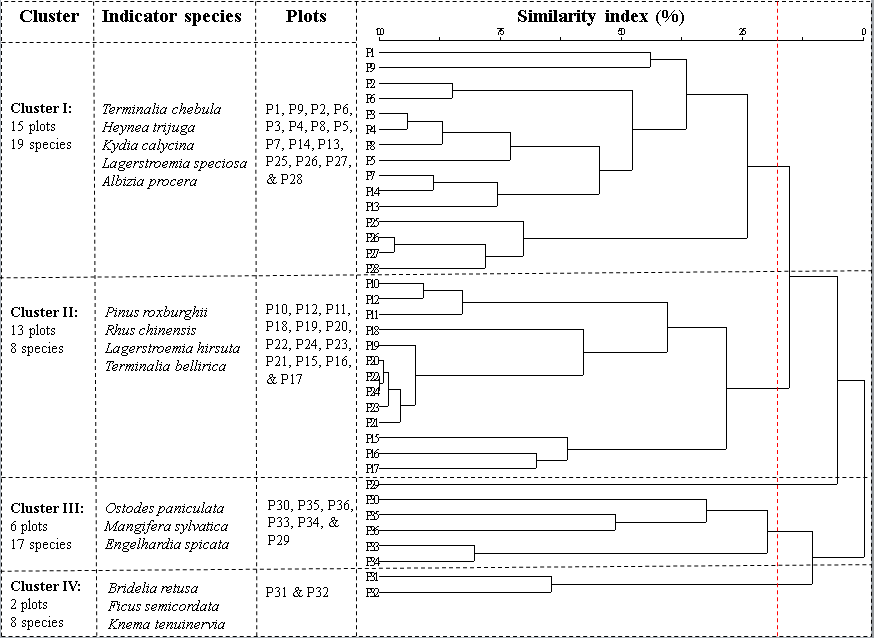 Cluster Indicator species Plots Similarity index (%)
00 75 50 25 0
Cluster I:
15 plots
19 species
Terminalia chebula
Heynea trijuga
Kydia calycina
Lagerstroemia speciosa
Albizia procera
P1, P9, P2, P6,
P3, P4, P8, P5,
P7, P14, P13,
P25, P26, P27,
& P28
P1
P9
P2
P6
P3
P4
P8
P5
P7
P14
P13
P25
P26
P27
P28
Cluster II:
13 plots
8 species
Pinus roxburghii
Rhus chinensis
Lagerstroemia hirsuta
Terminalia bellirica
P10, P12, P11,
P18, P19, P20,
P22, P24, P23,
P21, P15, P16,
& P17
P10
P12
P11
P18
P19
P20
P22
P24
P23
P21
P15
P16
P17
P29
Cluster III:
6 plots
17 species
Ostodes paniculata
Mangifera sylvatica
Engelhardia spicata
P30, P35, P36,
P33, P34, &
P29
P30
P35
P36
P33
P34
Cluster IV:
2 plots
8 species
Bridelia retusa
Ficus semicordata
Knema tenuinervia
P31 & P32
P31
P32